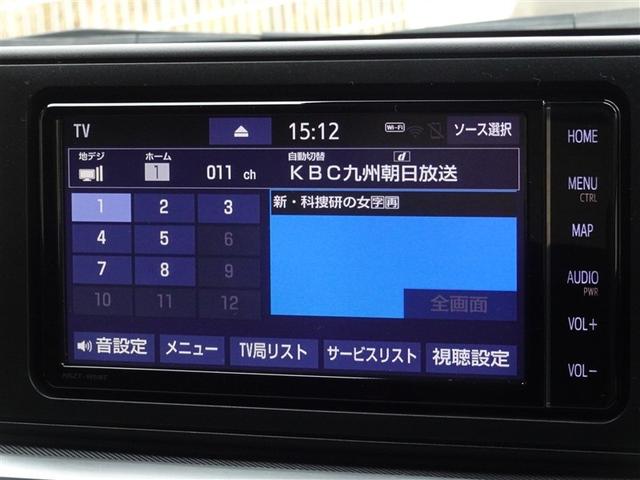 TV
15:12
Wi-Fi
ソース選択
地デジ
ホーム
1
011 ch
自動切替
d
KBC九州朝日放送
1 2 3
4 5 6
7 8 9
10 11 12
新・科捜研の女字再
全画面
音設定
メニュー
TV局リスト
サービスリスト
視聴設定
HOME
MENU
CTRL
MAP
AUDIO
PWR
VOL+
VOL-